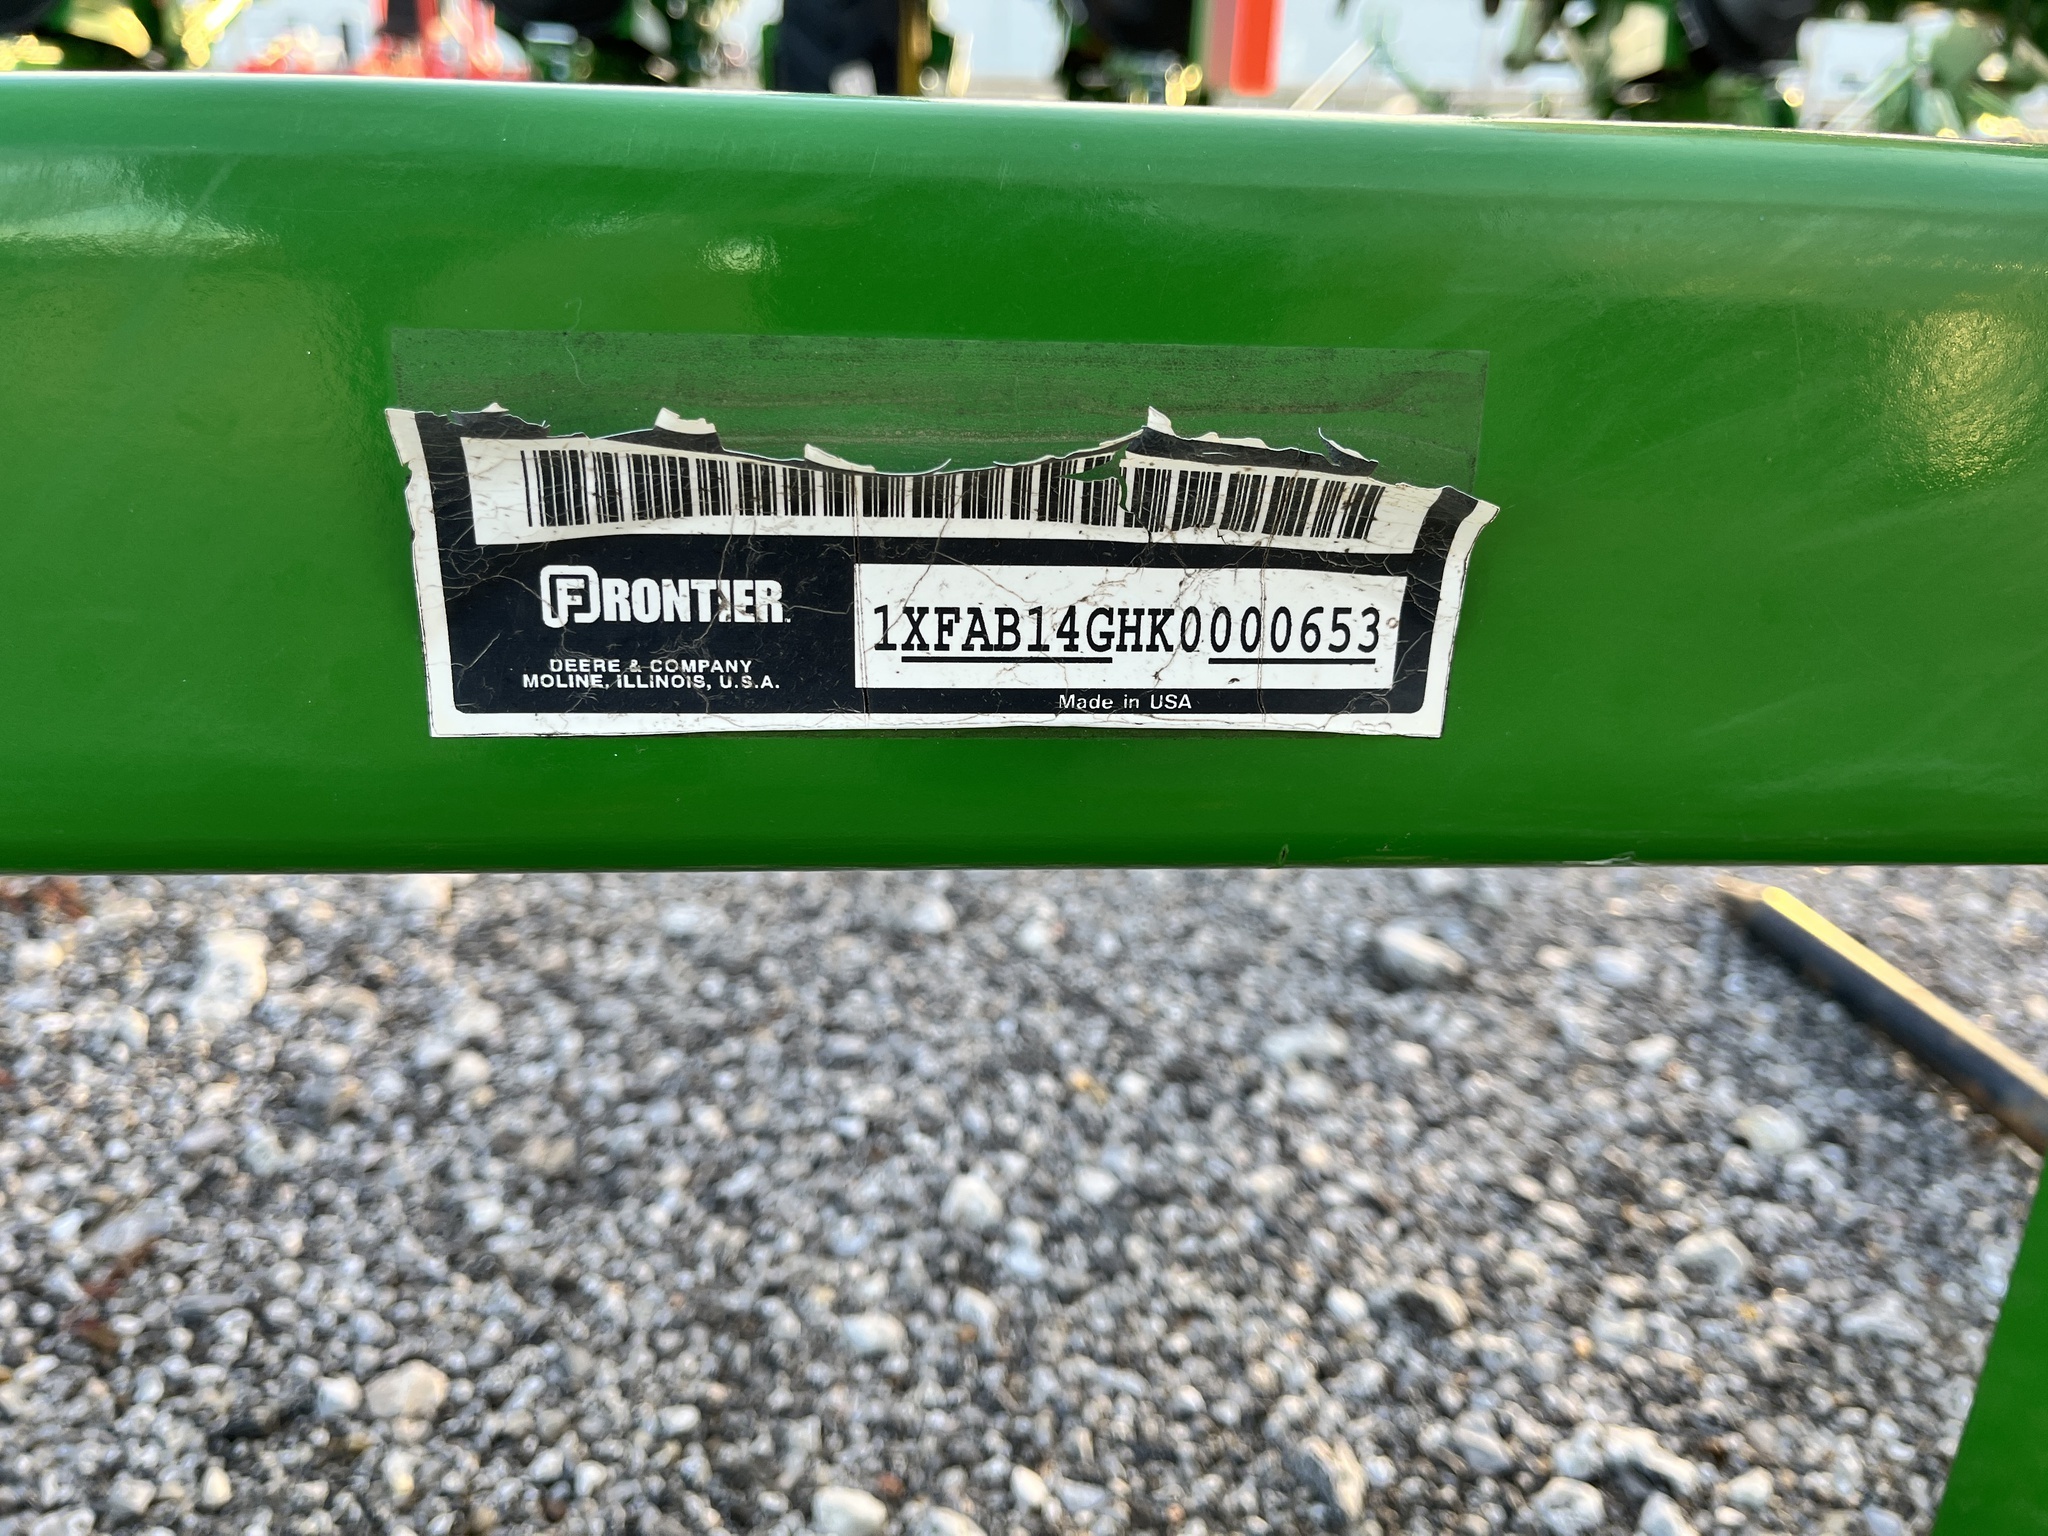 FRONTIER
DEERE & COMPANY
MOLINE, ILLINOIS, U.S.A.
1XFAB14GHK0000653
Made in USA